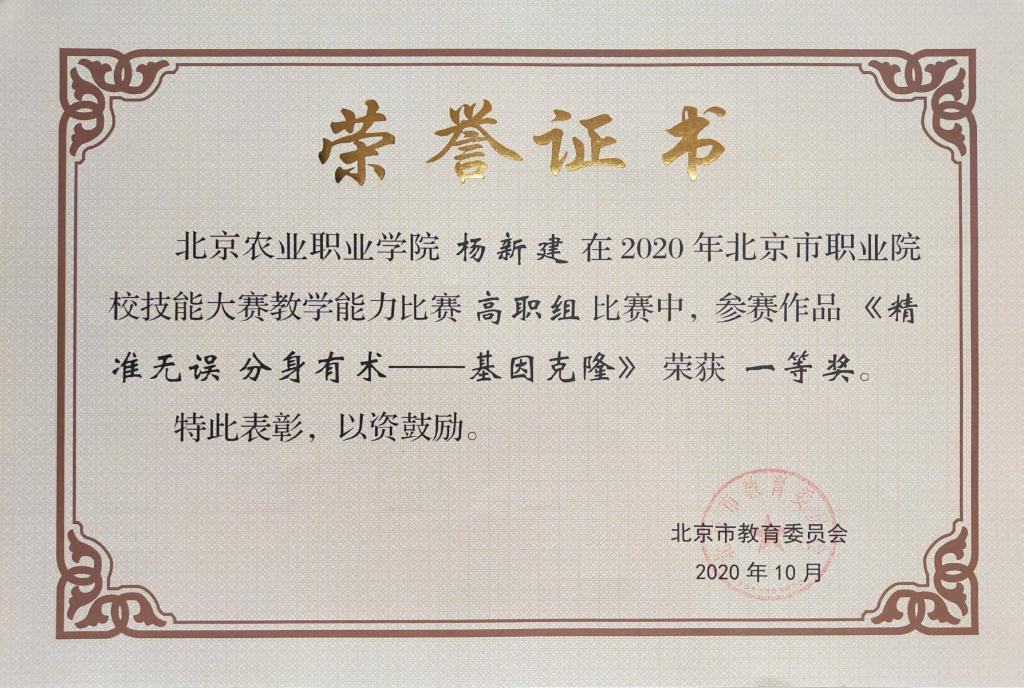 荣誉证书
北京农业职业学院 杨新建 在2020年北京市职业院
校技能大赛教学能力比赛 高职组 比赛中，参赛作品《精
准无误 分身有术——基因克隆》 荣获 一等奖。
特此表彰，以资鼓励。
北京市教育委员会
2020年10月